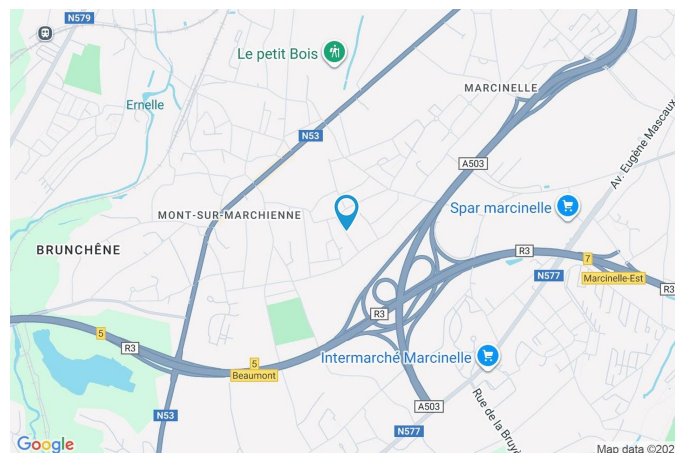 N579
Le petit Bois
MARCINELLE
Ernelle
N53
A503
Av. Eugène Mascaux
MONT-SUR-MARCHIENNE
Spar marcinelle
BRUNCHÊNE
R3
7
N577
Marcinelle-Est
R3
R3
5
R3
5
Beaumont
Intermarché Marcinelle
N53
A503
Rue de la Bruyè
N577
Google
Map data ©202